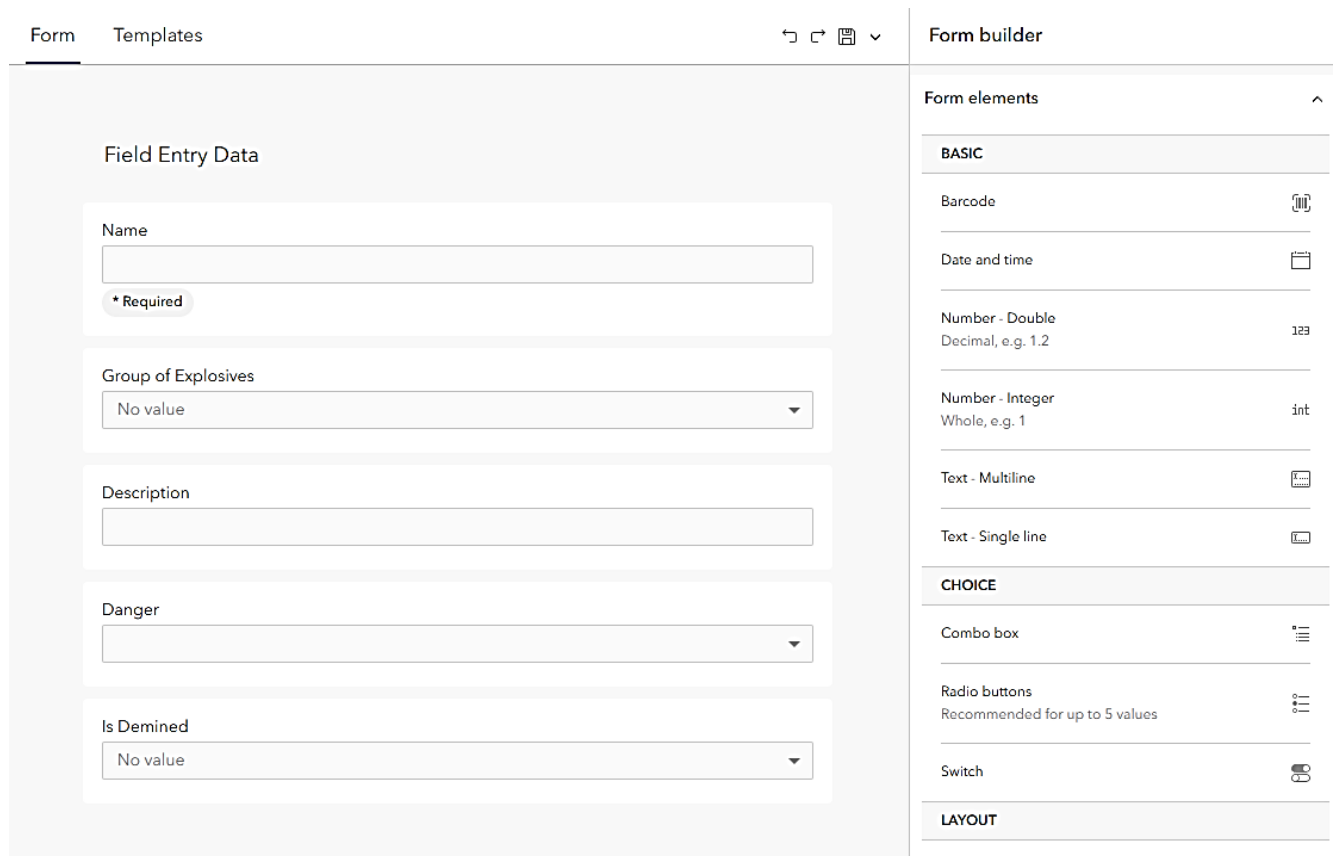 Form Templates
Field Entry Data
Name
* Required
Group of Explosives
No value
Description
Danger
Is Demined
No value
Form builder
Form elements
BASIC
Barcode
Date and time
Number - Double
Decimal, e.g. 1.2
123
Number - Integer
Whole, e.g. 1
int
Text - Multiline
Text - Single line
CHOICE
Combo box
Radio buttons
Recommended for up to 5 values
Switch
LAYOUT